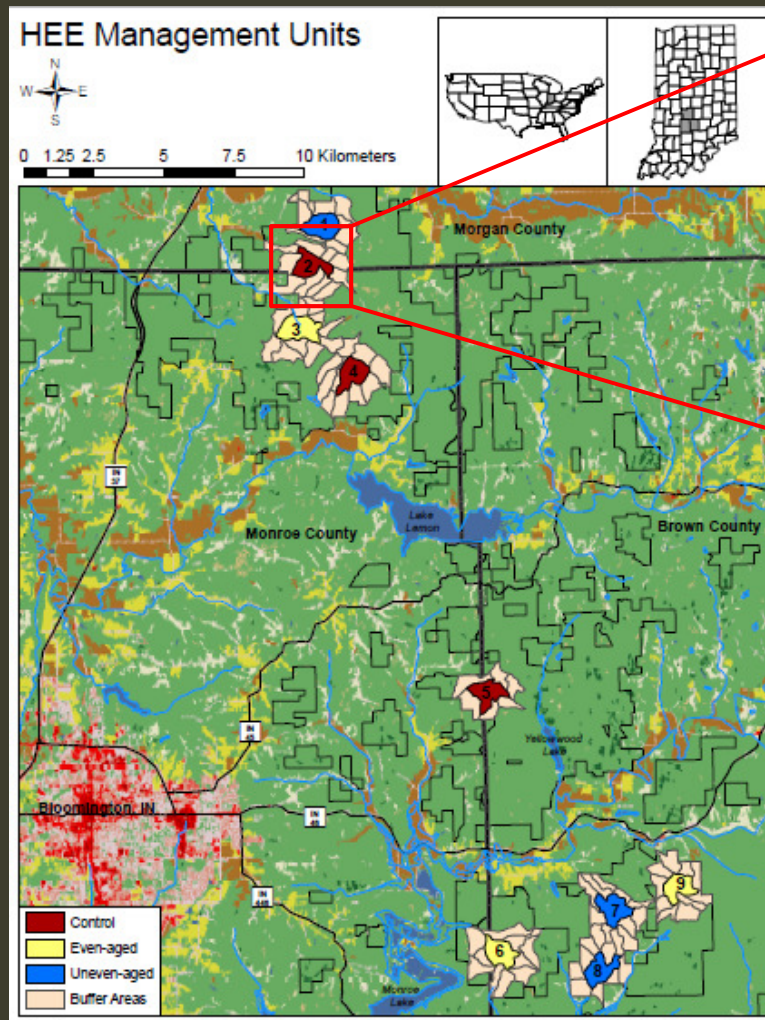 HEE Management Units
N
W E
S
0 1.25 2.5 5 7.5 10 Kilometers
1
Morgan County
2
3
4
IN
37
Lake
Lemon
Monroe County
Brown County
5
IN
45
Yellowwood
Lake
Bloomington, IN
IN
46
IN
446
9
7
6
8
Monroe
Lake
Control
Even-aged
Uneven-aged
Buffer Areas